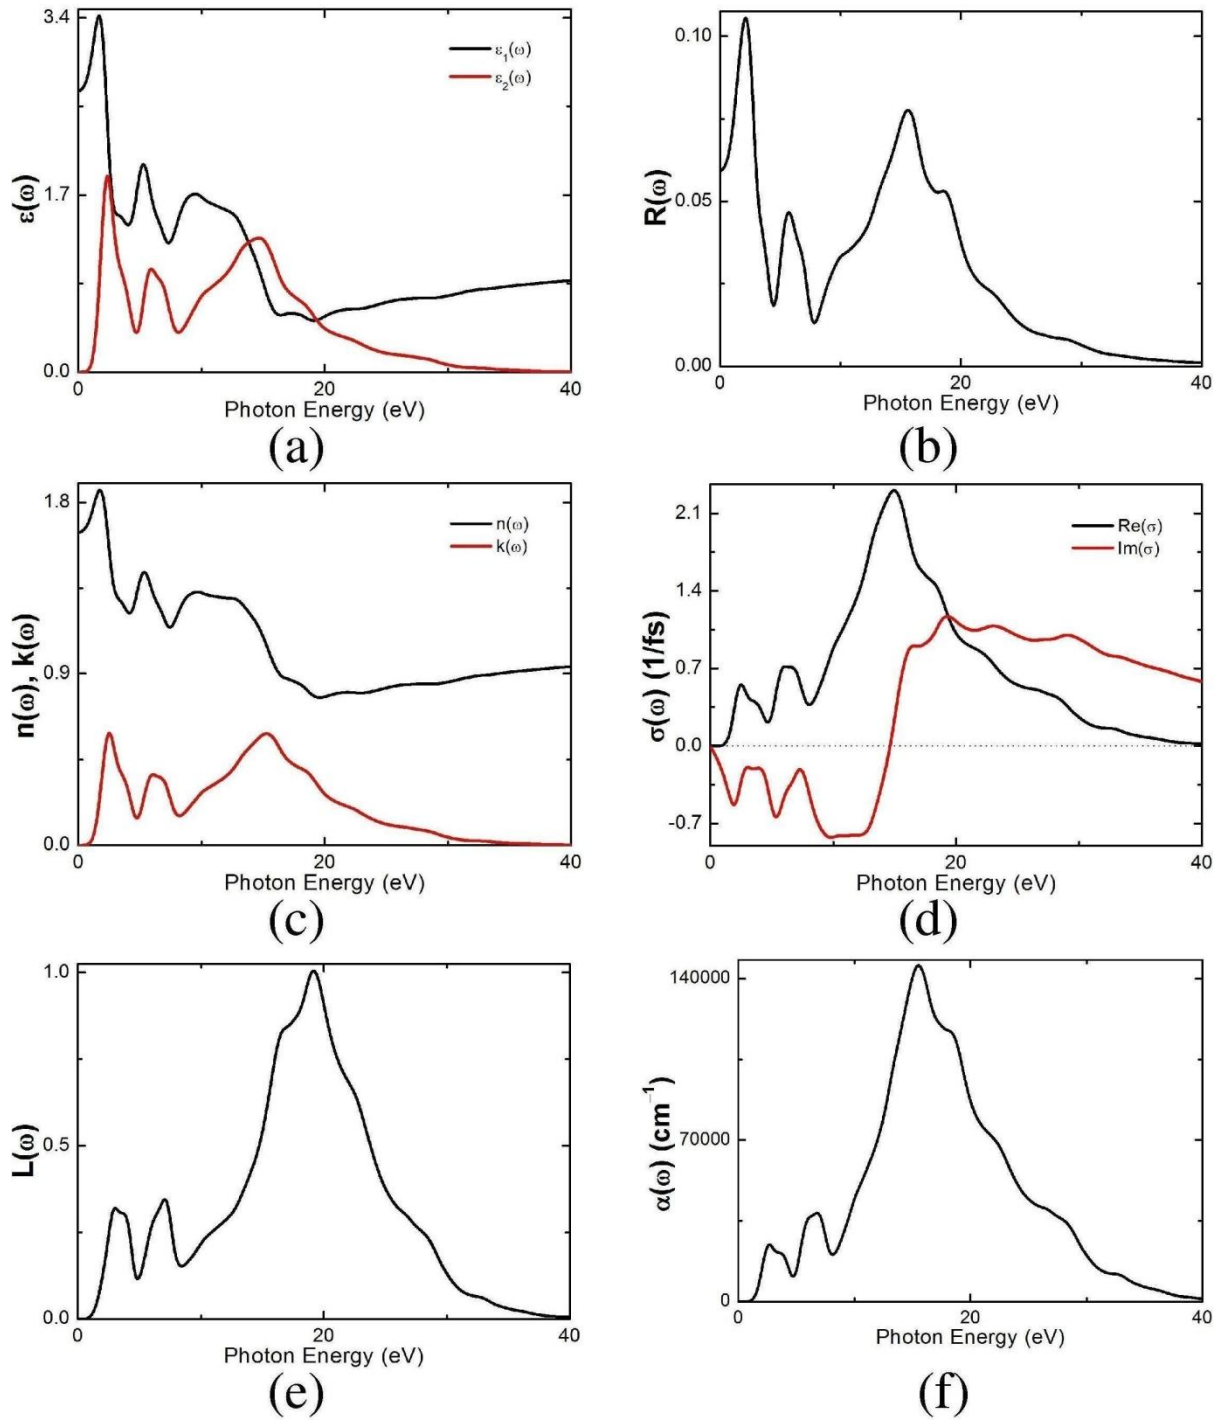 3.4
1.7
0.0
ε(ω)
ε₁(ω)
ε₂(ω)
0 20 40
Photon Energy (eV)
(a)
0.10
0.05
0.00
R(ω)
0 20 40
Photon Energy (eV)
(b)
1.8
0.9
0.0
n(ω), k(ω)
n(ω)
k(ω)
0 20 40
Photon Energy (eV)
(c)
2.1
1.4
0.7
0.0
-0.7
σ(ω) (1/fs)
Re(σ)
Im(σ)
0 20 40
Photon Energy (eV)
(d)
1.0
0.5
0.0
L(ω)
0 20 40
Photon Energy (eV)
(e)
140000
70000
0
α(ω) (cm⁻¹)
0 20 40
Photon Energy (eV)
(f)